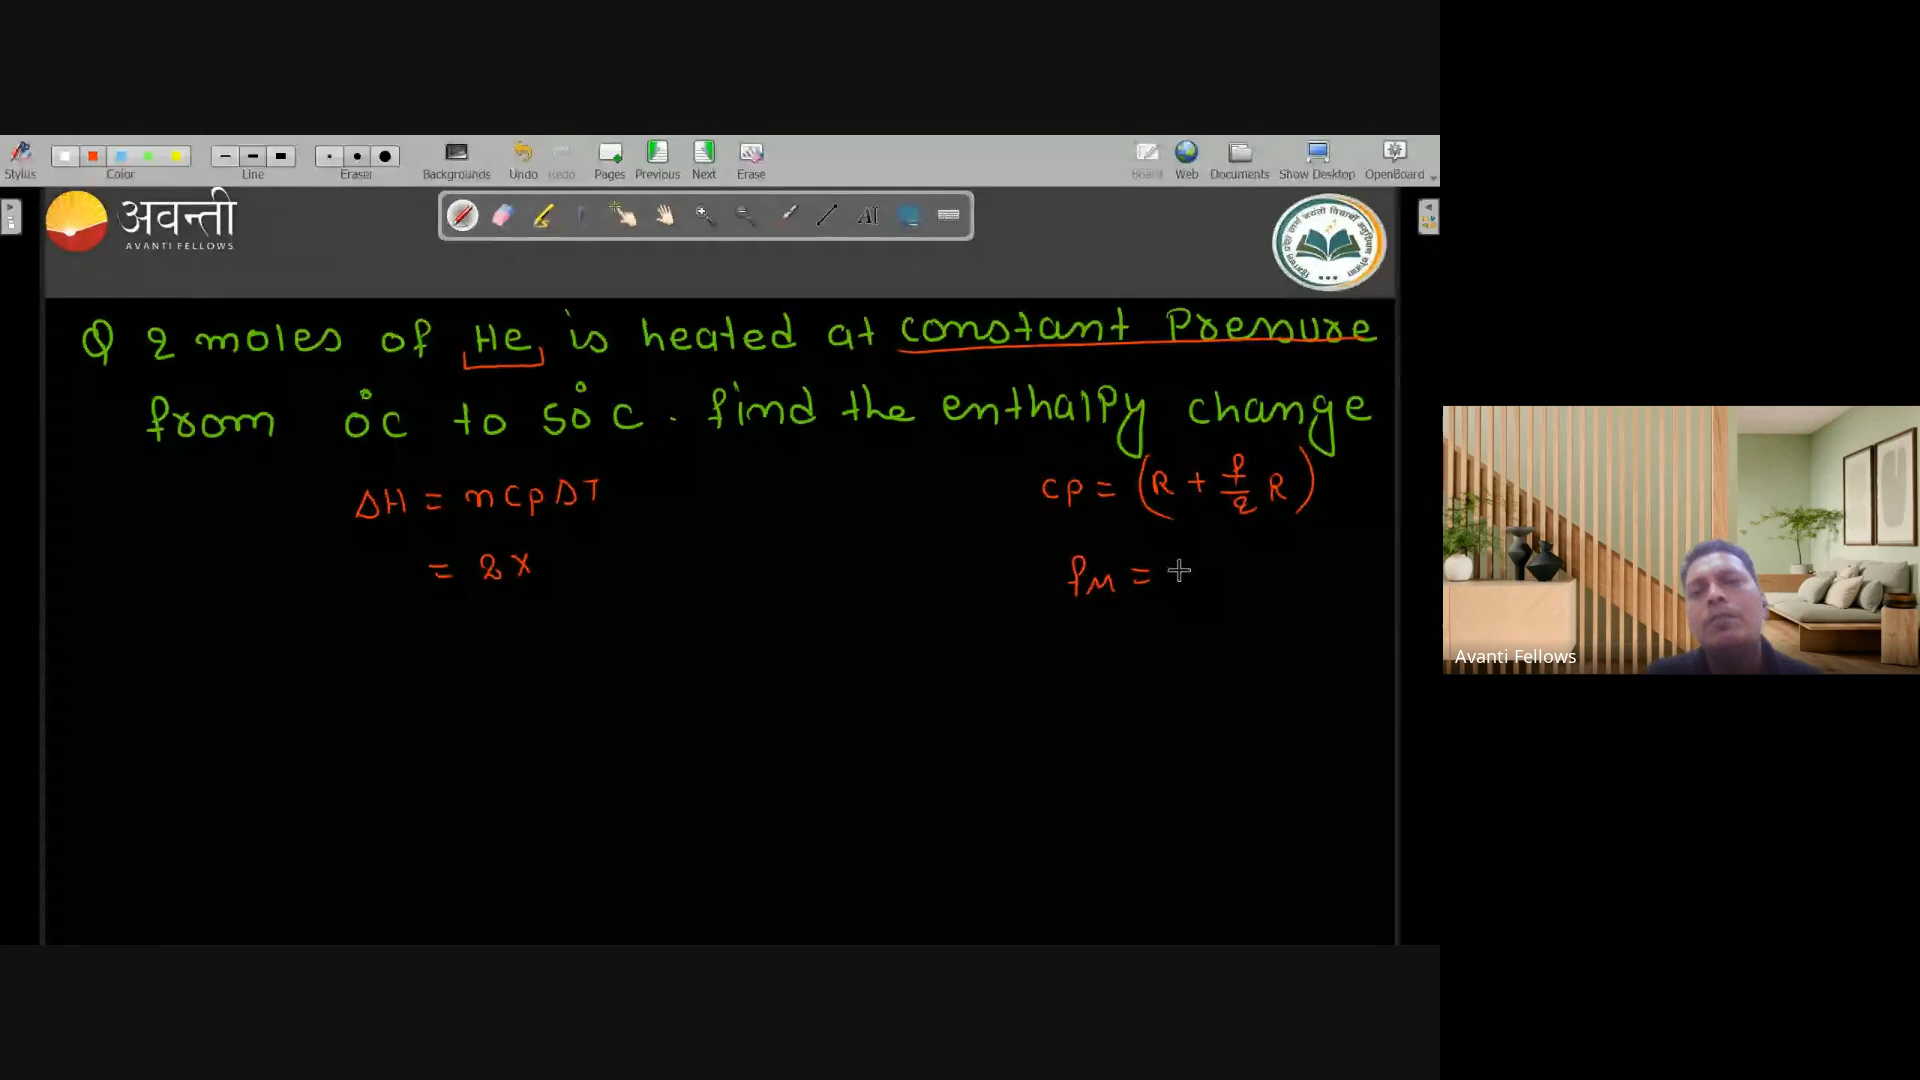 Stylus Color Line Eraser Backgrounds Undo Redo Pages Previous Next Erase Board Web Documents Show Desktop OpenBoard
अवन्ती
AVANTI FELLOWS
Q 2 moles of He is heated at constant Pressure
from 0°C to 50°C. find the enthalpy change
ΔH = nCpΔT
CP = (R + f/2 R)
= 2 ×
fM =
Avanti Fellows